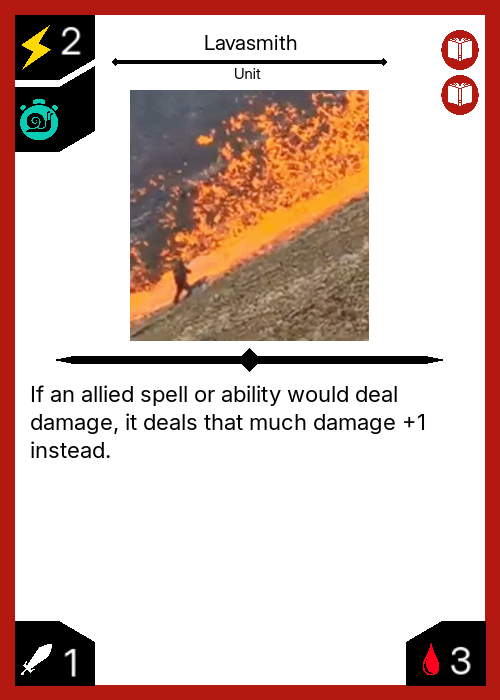 2
Lavasmith
Unit
If an allied spell or ability would deal
damage, it deals that much damage +1
instead.
1
3